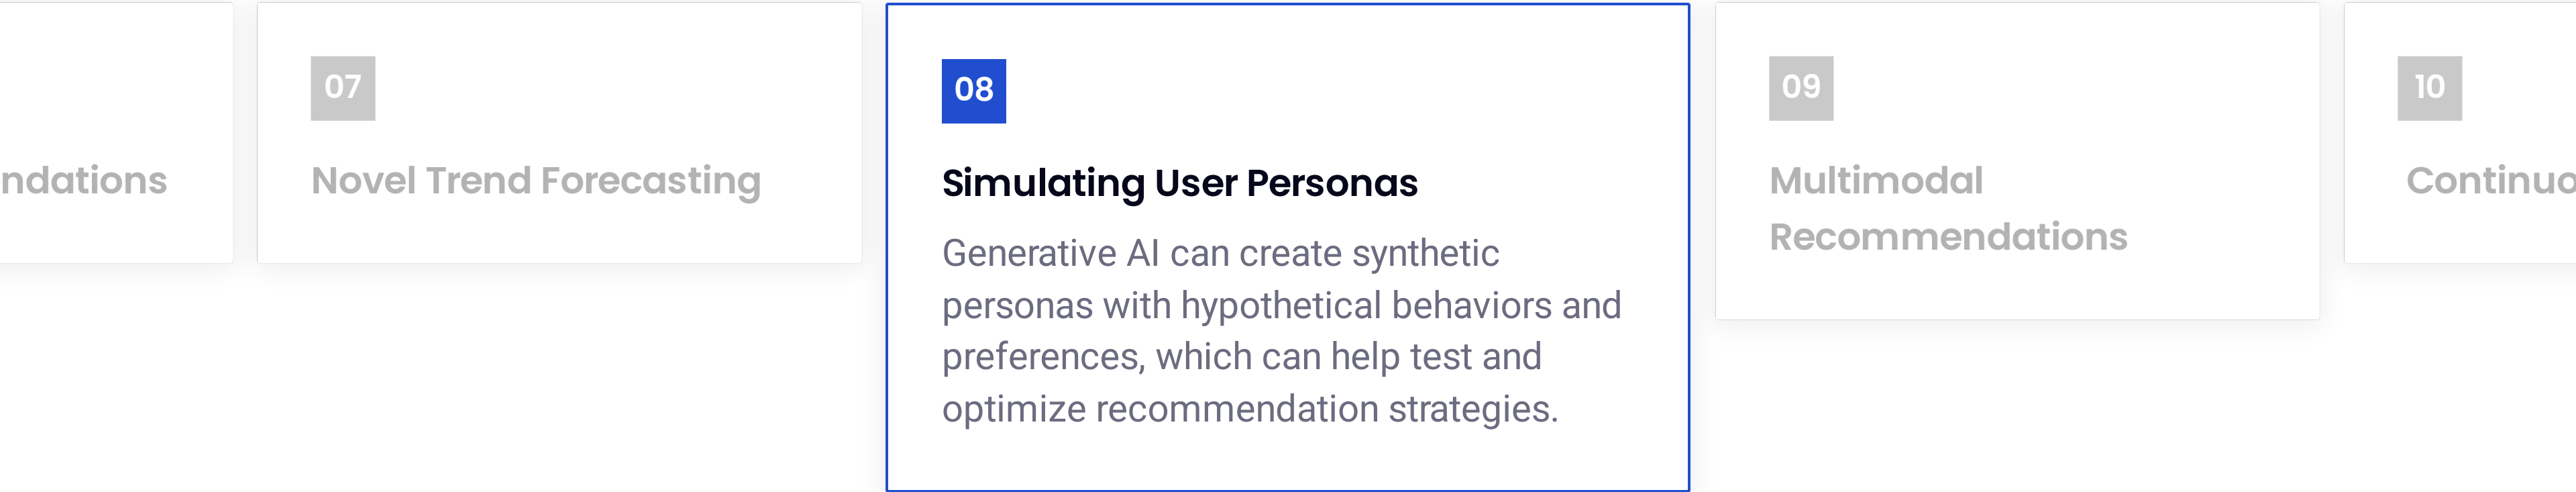 ndations
07
Novel Trend Forecasting
08
Simulating User Personas
Generative AI can create synthetic
personas with hypothetical behaviors and
preferences, which can help test and
optimize recommendation strategies.
09
Multimodal
Recommendations
10
Continuo